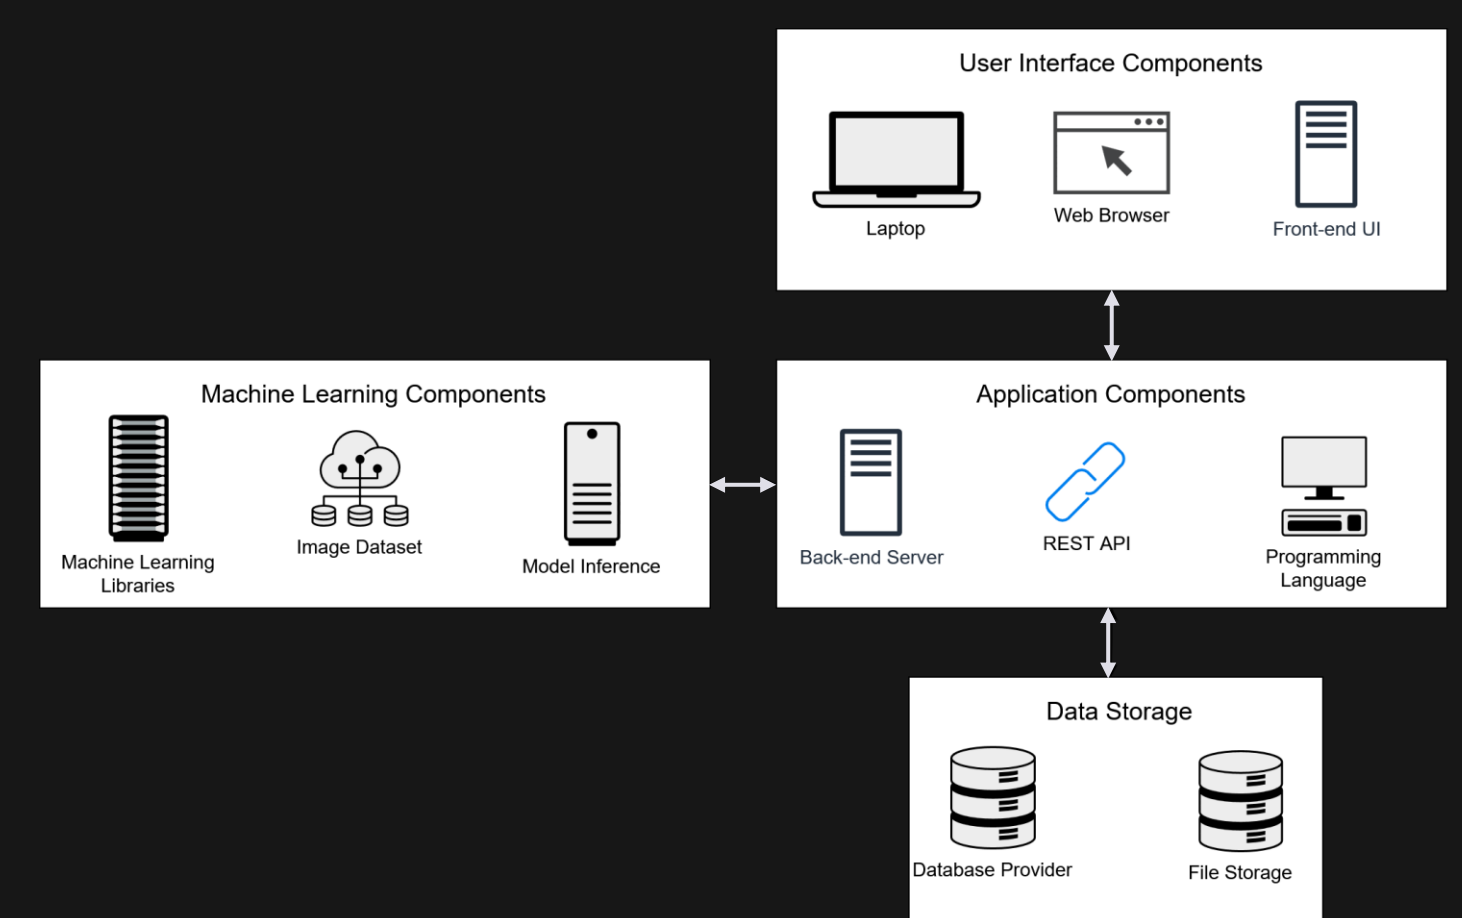 User Interface Components
Laptop
Web Browser
Front-end UI
Machine Learning Components
Machine Learning
Libraries
Image Dataset
Model Inference
Application Components
Back-end Server
REST API
Programming
Language
Data Storage
Database Provider
File Storage